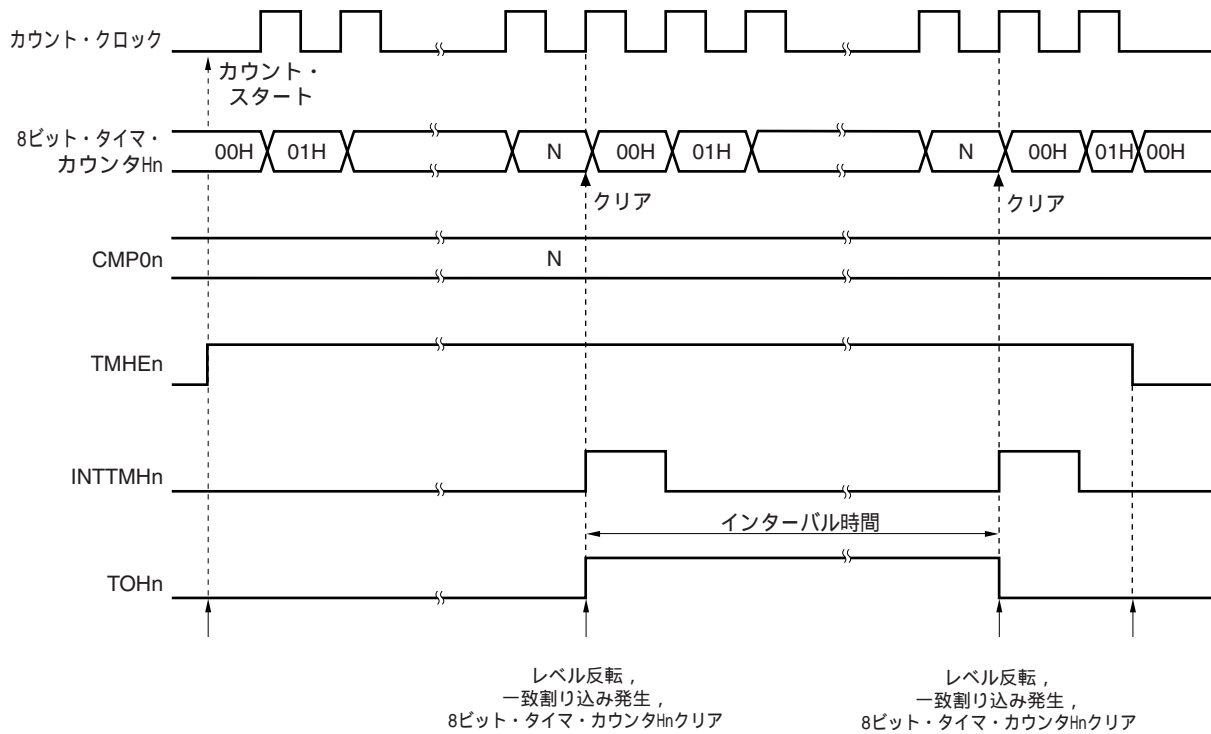 カウント・クロック
カウント・
スタート
8ビット・タイマ・
カウンタHn
00H
01H
N
00H
01H
N
00H
01H
00H
クリア
クリア
CMP0n
N
TMHEn
INTTMHn
インターバル時間
TOHn
レベル反転，
一致割り込み発生，
8ビット・タイマ・カウンタHnクリア
レベル反転，
一致割り込み発生，
8ビット・タイマ・カウンタHnクリア